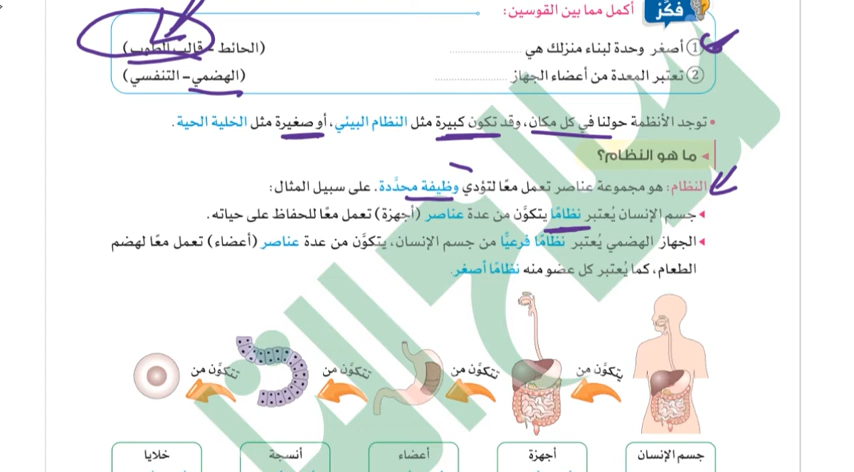 فكّر
أكمل مما بين القوسين:
① أصغر وحدة لبناء منزلك هي .................... (الحائط – قالب الطوب)
② تعتبر المعدة من أعضاء الجهاز .................... (الهضمي – التنفسي)
• توجد الأنظمة حولنا في كل مكان، وقد تكون كبيرة مثل النظام البيئي، أو صغيرة مثل الخلية الحية.
ما هو النظام؟
النظام: هو مجموعة عناصر تعمل معًا لتؤدي وظيفة محدَّدة. على سبيل المثال:
جسم الإنسان يُعتبر نظامًا يتكوَّن من عدة عناصر (أجهزة) تعمل معًا للحفاظ على حياته.
الجهاز الهضمي يُعتبر نظامًا فرعيًّا من جسم الإنسان، يتكوَّن من عدة عناصر (أعضاء) تعمل معًا لهضم
الطعام، كما يُعتبر كل عضو منه نظامًا أصغر.
يتكوَّن من
تتكوَّن من
تتكوَّن من
تتكوَّن من
جسم الإنسان
أجهزة
أعضاء
أنسجة
خلايا